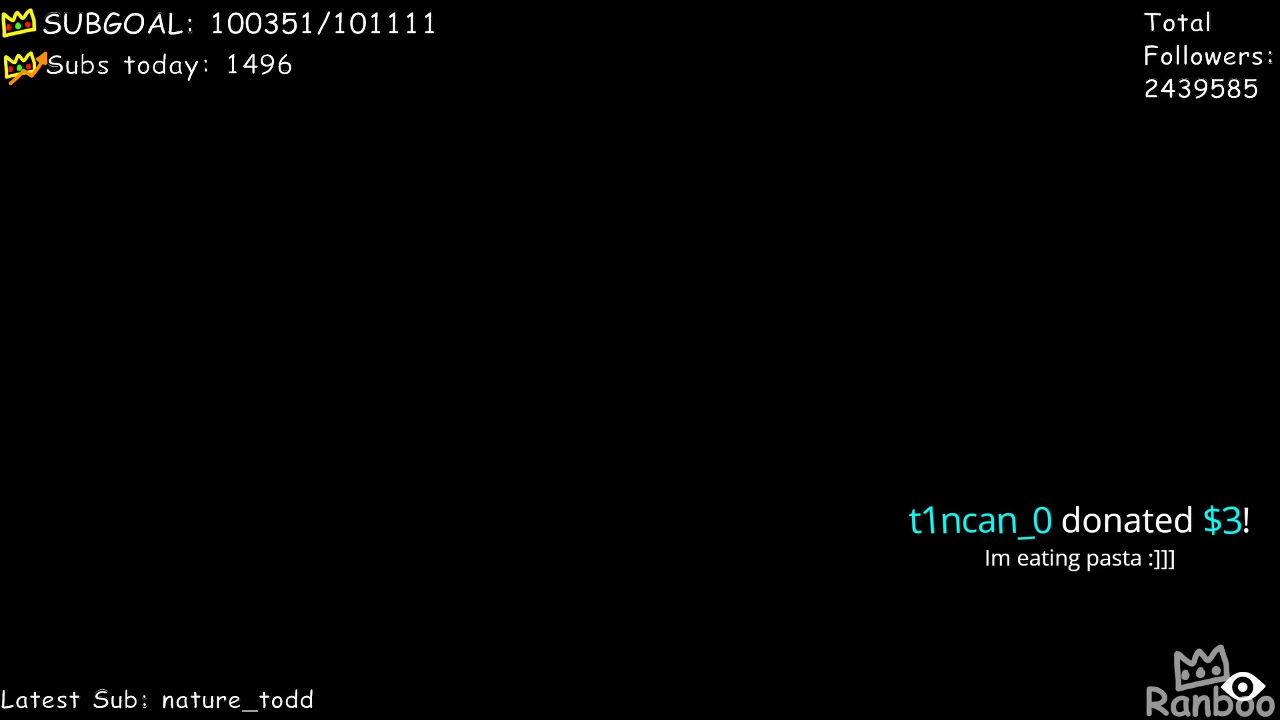 SUBGOAL: 100351/101111
Subs today: 1496
Total
Followers:
2439585
t1ncan_0 donated $3!
Im eating pasta :]]]
Latest Sub: nature_todd
Ranboo